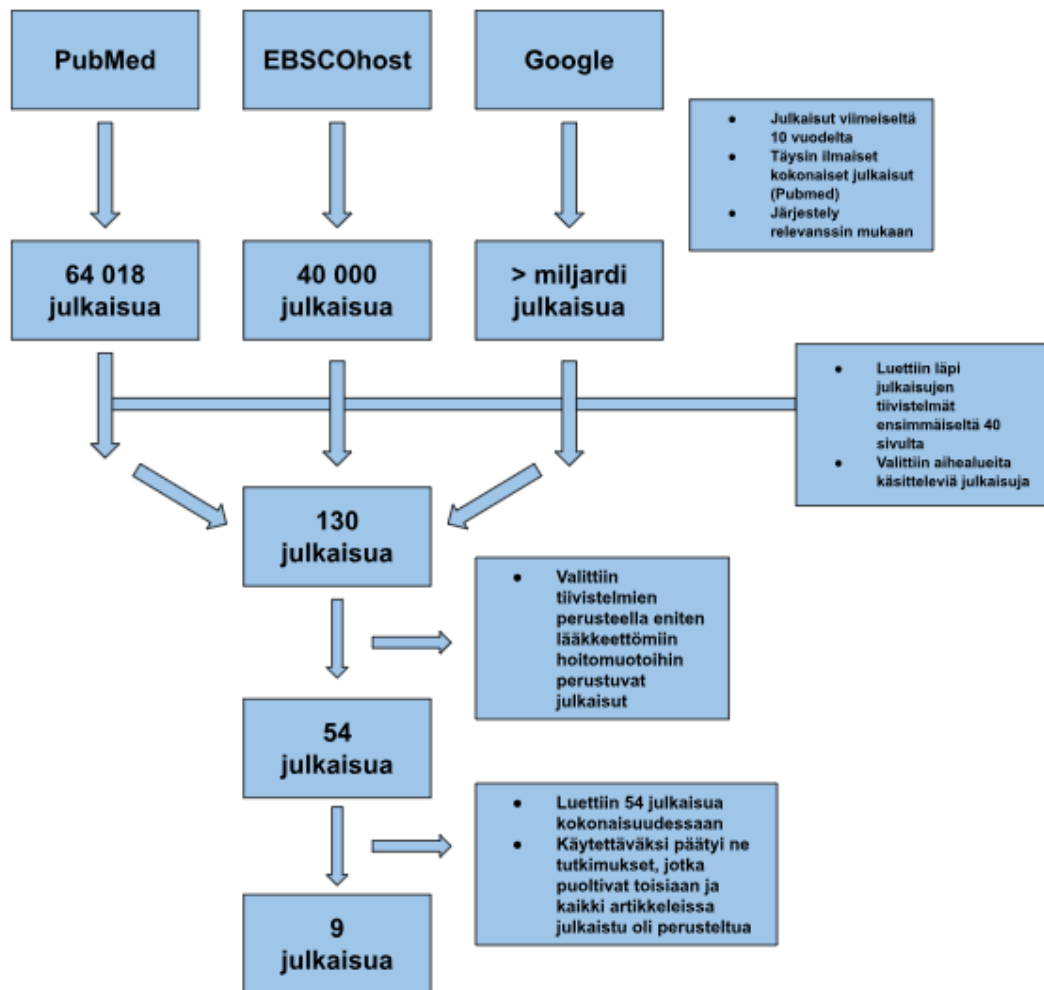 PubMed
EBSCOhost
Google
● Julkaisut viimeiseltä
10 vuodelta
● Täysin ilmaiset
kokonaiset julkaisut
(Pubmed)
● Järjestely
relevanssin mukaan
64 018
julkaisua
40 000
julkaisua
> miljardi
julkaisua
● Luettiin läpi
julkaisujen
tiivistelmät
ensimmäiseltä 40
sivulta
● Valittiin aihealueita
käsitteleviä julkaisuja
130
julkaisua
● Valittiin
tiivistelmien
perusteella eniten
lääkkeettömiin
hoitomuotoihin
perustuvat
julkaisut
54
julkaisua
● Luettiin 54 julkaisua
kokonaisuudessaan
● Käytettäväksi päätyi ne
tutkimukset, jotka
puoltivat toisiaan ja
kaikki artikkeleissa
julkaistu oli perusteltua
9
julkaisua